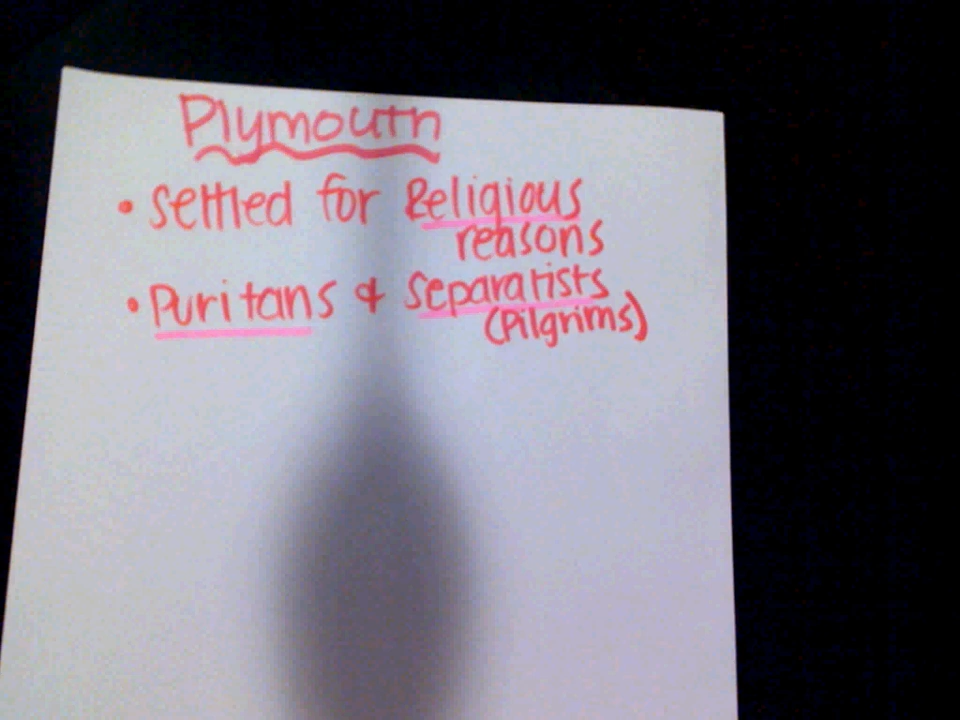 Plymouth
• Settled for Religious
reasons
• Puritans & Separatists
(Pilgrims)